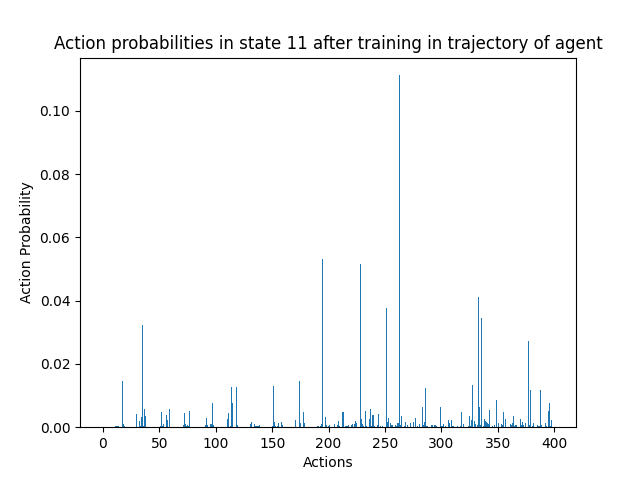 Action probabilities in state 11 after training in trajectory of agent
0.10
0.08
0.06
0.04
0.02
0.00
Action Probability
0 50 100 150 200 250 300 350 400
Actions